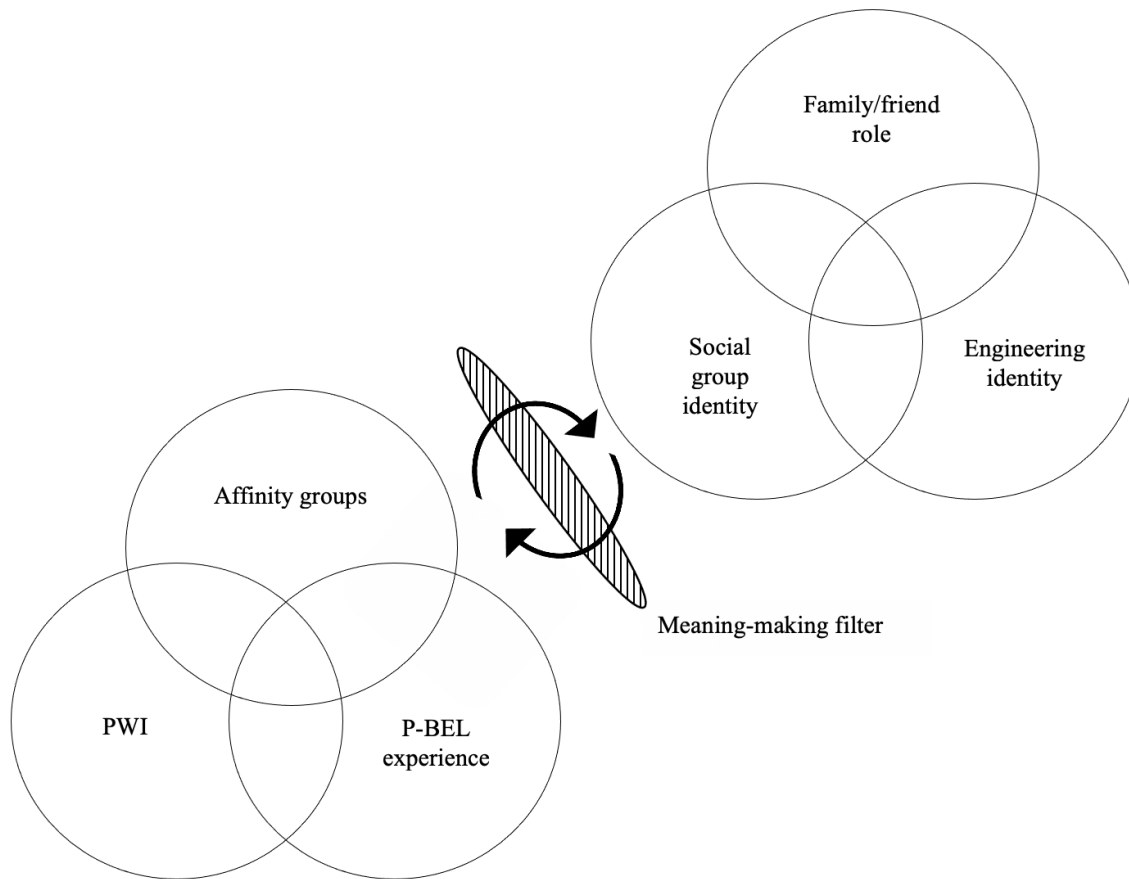 Family/friend
role
Social
group
identity
Engineering
identity
Affinity groups
Meaning-making filter
PWI
P-BEL
experience